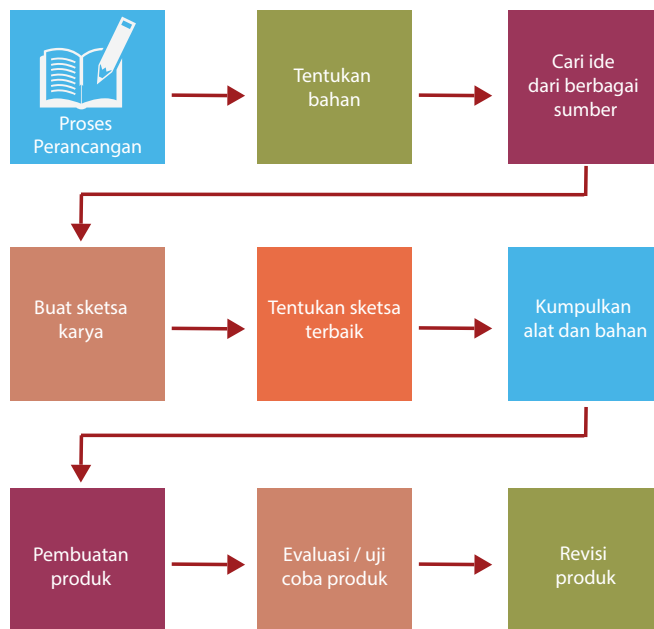 Proses
Perancangan
Tentukan
bahan
Cari ide
dari berbagai
sumber
Buat sketsa
karya
Tentukan sketsa
terbaik
Kumpulkan
alat dan bahan
Pembuatan
produk
Evaluasi / uji
coba produk
Revisi
produk